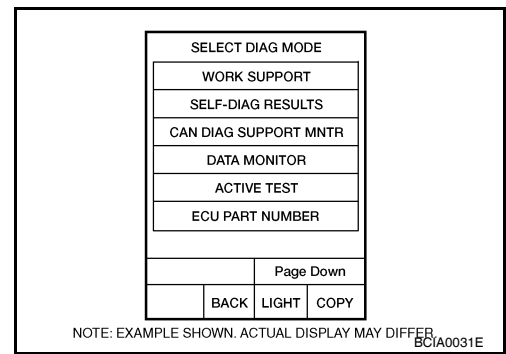 SELECT DIAG MODE
WORK SUPPORT
SELF-DIAG RESULTS
CAN DIAG SUPPORT MNTR
DATA MONITOR
ACTIVE TEST
ECU PART NUMBER
Page Down
BACK LIGHT COPY
NOTE: EXAMPLE SHOWN. ACTUAL DISPLAY MAY DIFFER.
BCIA0031E